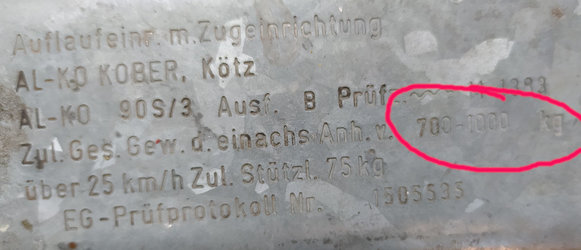 Auflaufeinr. m. Zugeinrichtung
AL-KO KOBER, Kötz
AL-KO 90S/3 Ausf. B
Zul. Ges. Gew. d. einachs. Anh. v. 700-1000 kg
über 25 km/h Zul. Stützl. 75 kg
EG-Prüfprotokoll Nr. 1505535